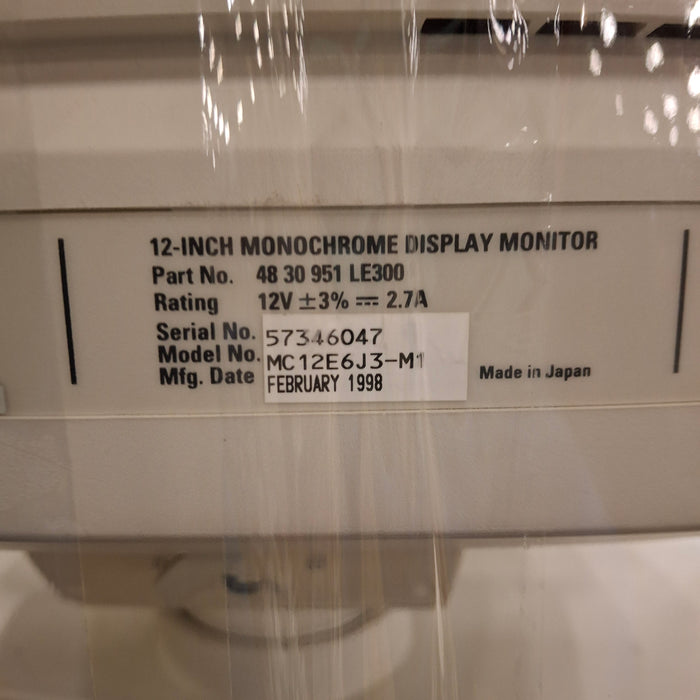 12-INCH MONOCHROME DISPLAY MONITOR
Part No. 48 30 951 LE300
Rating 12V ±3% ⎓ 2.7A
Serial No. 57346047
Model No. MC12E6J3-M1
Mfg. Date FEBRUARY 1998
Made in Japan